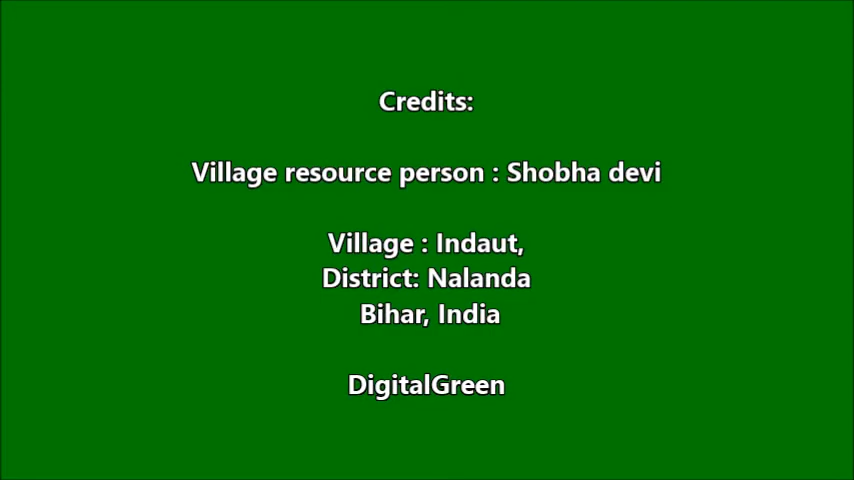 Credits:
Village resource person : Shobha devi
Village : Indaut,
District: Nalanda
Bihar, India
DigitalGreen